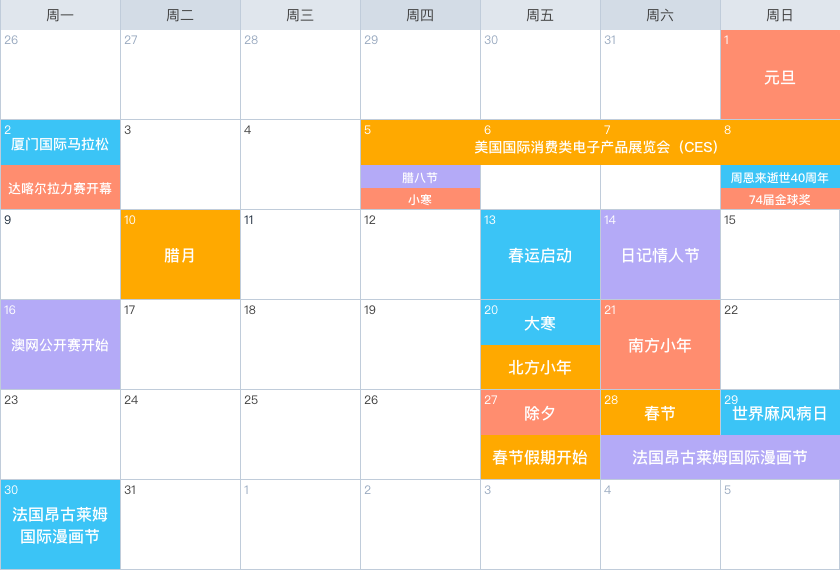 周一 周二 周三 周四 周五 周六 周日
26 27 28 29 30 31 1
元旦
2 3 4 5 6 7 8
厦门国际马拉松
美国国际消费类电子产品展览会（CES）
达喀尔拉力赛开幕
腊八节
周恩来逝世40周年
小寒
74届金球奖
9 10 11 12 13 14 15
腊月
春运启动
日记情人节
16 17 18 19 20 21 22
澳网公开赛开始
大寒
北方小年
南方小年
23 24 25 26 27 28 29
除夕
春节
世界麻风病日
春节假期开始
法国昂古莱姆国际漫画节
30 31 1 2 3 4 5
法国昂古莱姆
国际漫画节